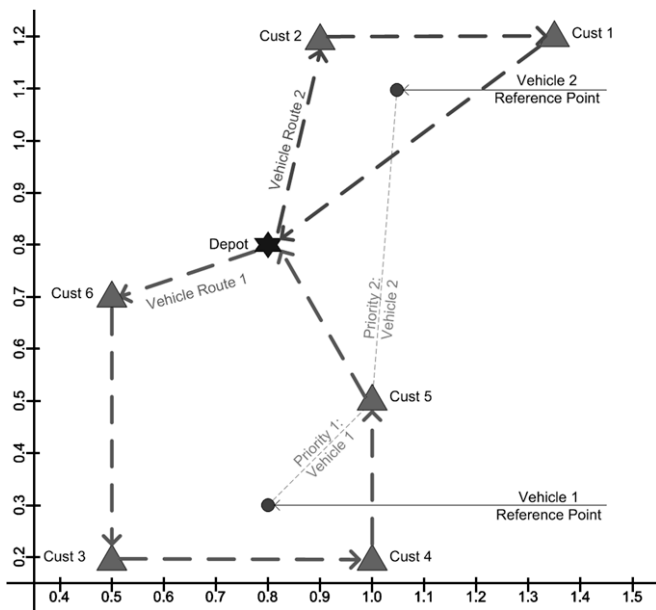 1.2
1.1
1.0
0.9
0.8
0.7
0.6
0.5
0.4
0.3
0.2
Cust 2
Cust 1
Vehicle 2
Reference Point
Vehicle Route 2
Depot
Cust 6
Vehicle Route 1
Priority 2:
Vehicle 2
Cust 5
Priority 1:
Vehicle 1
Vehicle 1
Reference Point
Cust 3
Cust 4
0.4 0.5 0.6 0.7 0.8 0.9 1.0 1.1 1.2 1.3 1.4 1.5